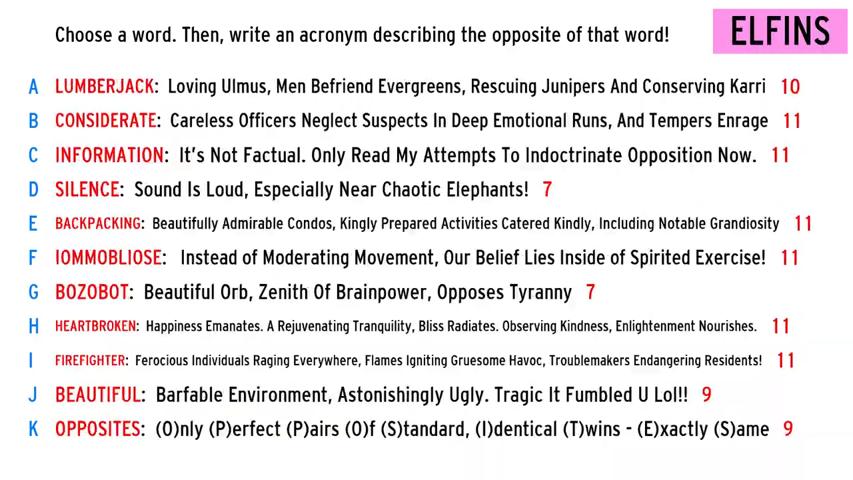 Choose a word. Then, write an acronym describing the opposite of that word!
ELFINS
A LUMBERJACK: Loving Ulmus, Men Befriend Evergreens, Rescuing Junipers And Conserving Karri 10
B CONSIDERATE: Careless Officers Neglect Suspects In Deep Emotional Runs, And Tempers Enrage 11
C INFORMATION: It's Not Factual. Only Read My Attempts To Indoctrinate Opposition Now. 11
D SILENCE: Sound Is Loud, Especially Near Chaotic Elephants! 7
E BACKPACKING: Beautifully Admirable Condos, Kingly Prepared Activities Catered Kindly, Including Notable Grandiosity 11
F IOMMOBLIOSE: Instead of Moderating Movement, Our Belief Lies Inside of Spirited Exercise! 11
G BOZOBOT: Beautiful Orb, Zenith Of Brainpower, Opposes Tyranny 7
H HEARTBROKEN: Happiness Emanates. A Rejuvenating Tranquility, Bliss Radiates. Observing Kindness, Enlightenment Nourishes. 11
I FIREFIGHTER: Ferocious Individuals Raging Everywhere, Flames Igniting Gruesome Havoc, Troublemakers Endangering Residents! 11
J BEAUTIFUL: Barfable Environment, Astonishingly Ugly. Tragic It Fumbled U Lol!! 9
K OPPOSITES: (O)nly (P)erfect (P)airs (O)f (S)tandard, (I)dentical (T)wins - (E)xactly (S)ame 9